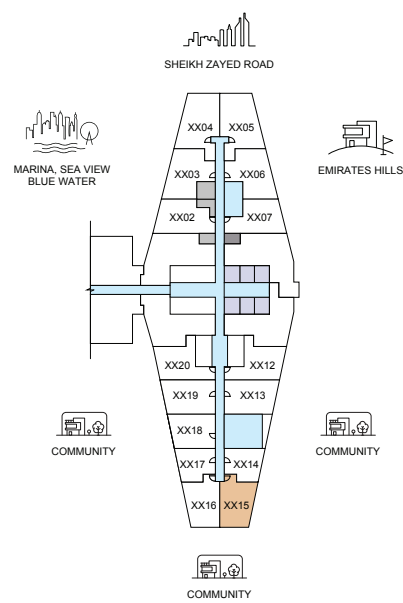 SHEIKH ZAYED ROAD
XX04 XX05
MARINA, SEA VIEW
BLUE WATER
XX03 XX06
EMIRATES HILLS
XX02 XX07
XX20 XX12
XX19 XX13
COMMUNITY
XX18
COMMUNITY
XX17 XX14
XX16 XX15
COMMUNITY